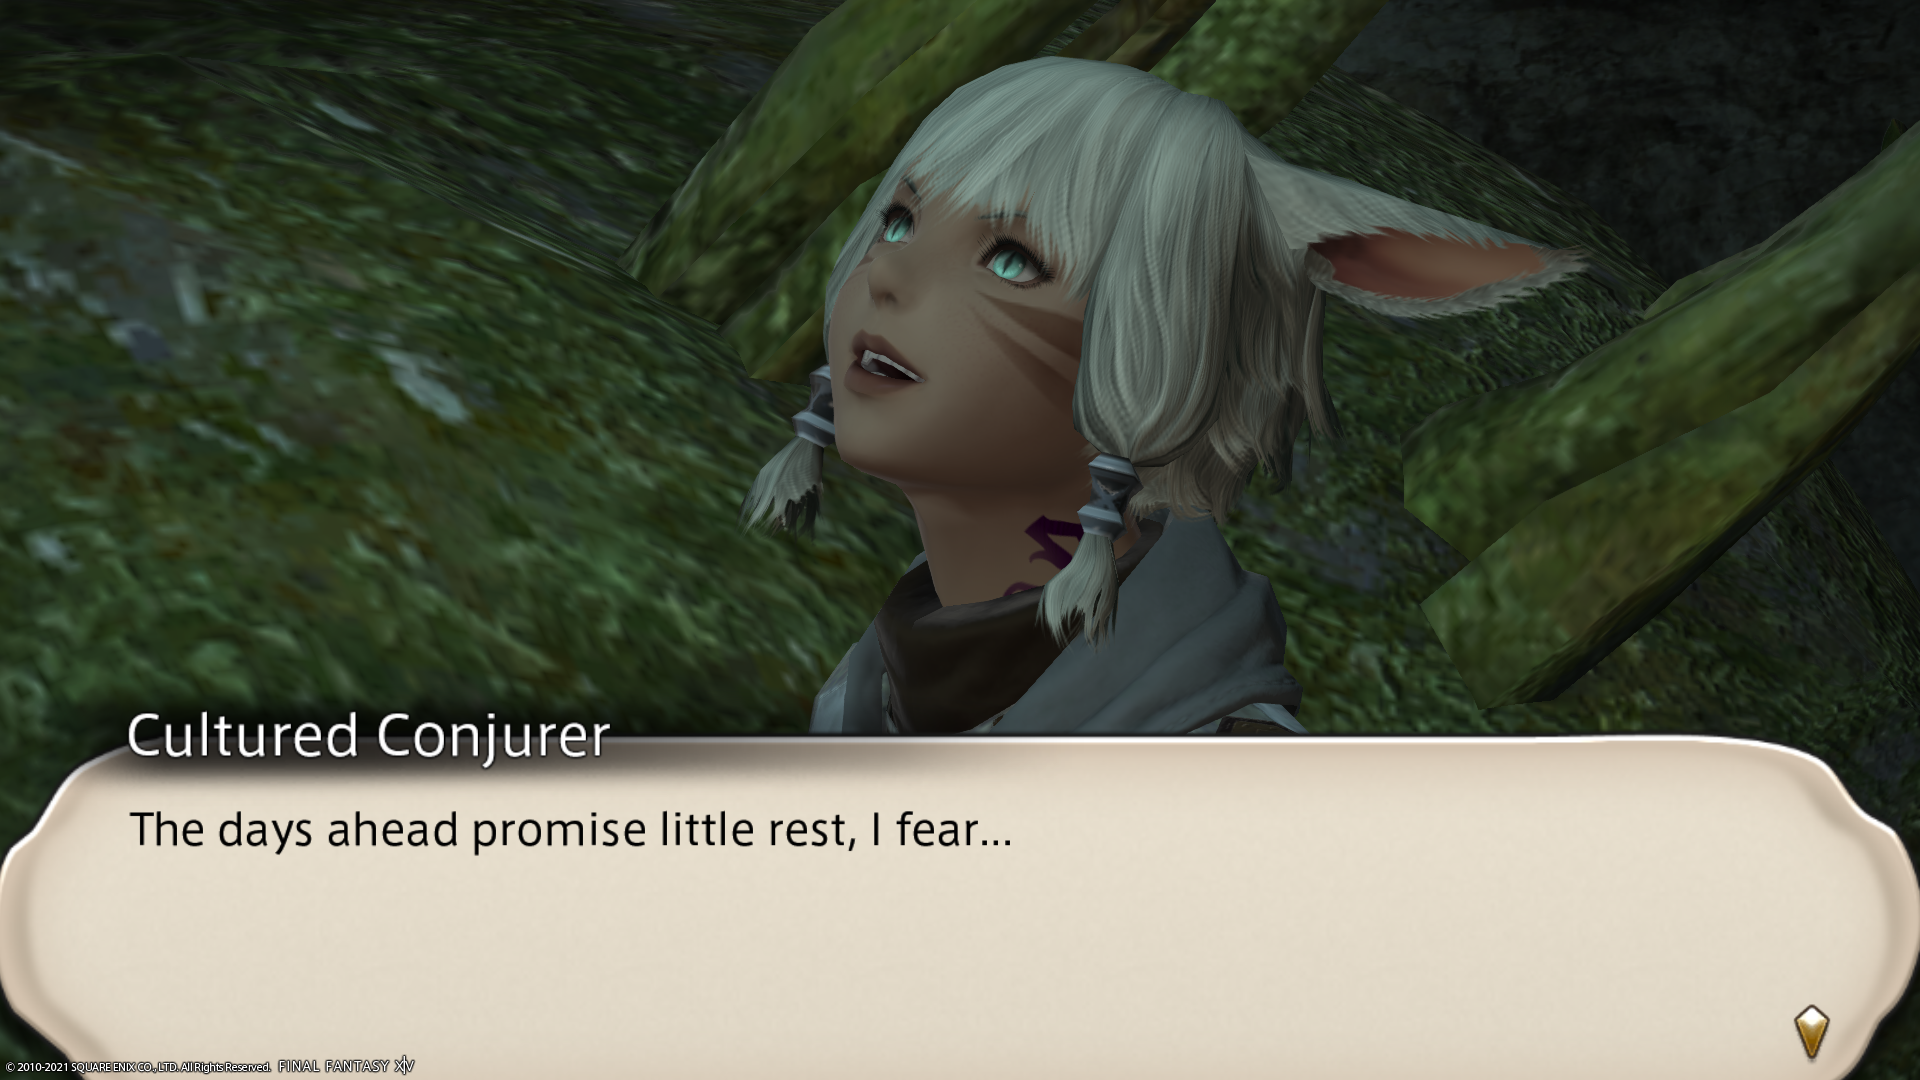 Cultured Conjurer
The days ahead promise little rest, I fear...
© 2010-2021 SQUARE ENIX CO., LTD. All Rights Reserved. FINAL FANTASY XIV